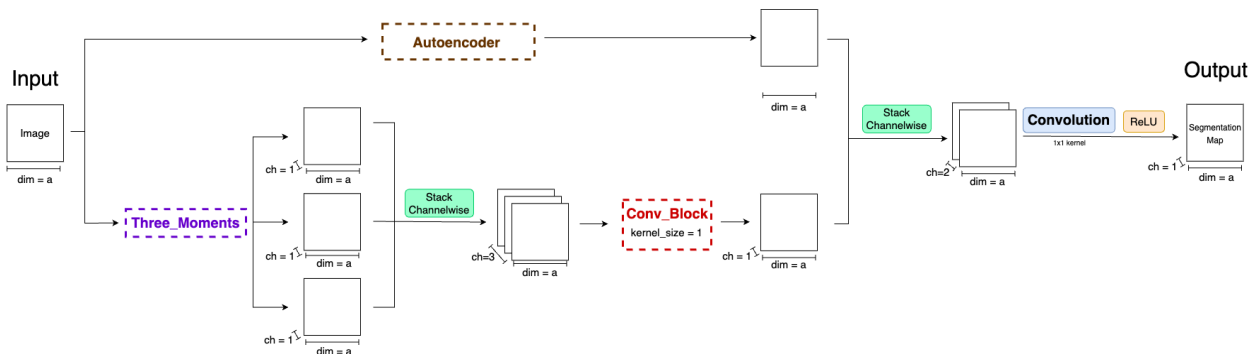 Input
Image
dim = a
Autoencoder
dim = a
Three_Moments
ch = 1
dim = a
ch = 1
dim = a
ch = 1
dim = a
Stack
Channelwise
ch=3
dim = a
Conv_Block
kernel_size = 1
ch = 1
dim = a
Stack
Channelwise
ch=2
dim = a
Convolution
1x1 kernel
ReLU
Output
Segmentation
Map
ch = 1
dim = a